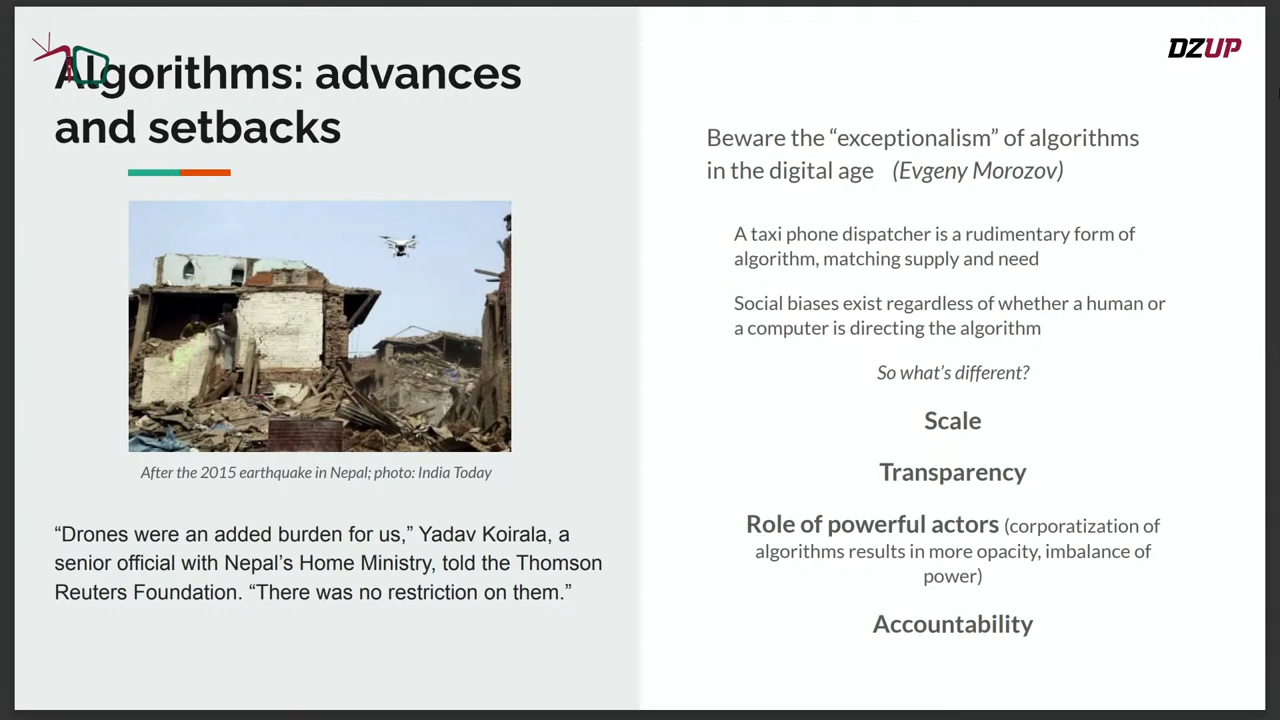 Algorithms: advances
and setbacks
After the 2015 earthquake in Nepal; photo: India Today
“Drones were an added burden for us,” Yadav Koirala, a
senior official with Nepal’s Home Ministry, told the Thomson
Reuters Foundation. “There was no restriction on them.”
DZUP
Beware the “exceptionalism” of algorithms
in the digital age (Evgeny Morozov)
A taxi phone dispatcher is a rudimentary form of
algorithm, matching supply and need
Social biases exist regardless of whether a human or
a computer is directing the algorithm
So what’s different?
Scale
Transparency
Role of powerful actors (corporatization of
algorithms results in more opacity, imbalance of
power)
Accountability